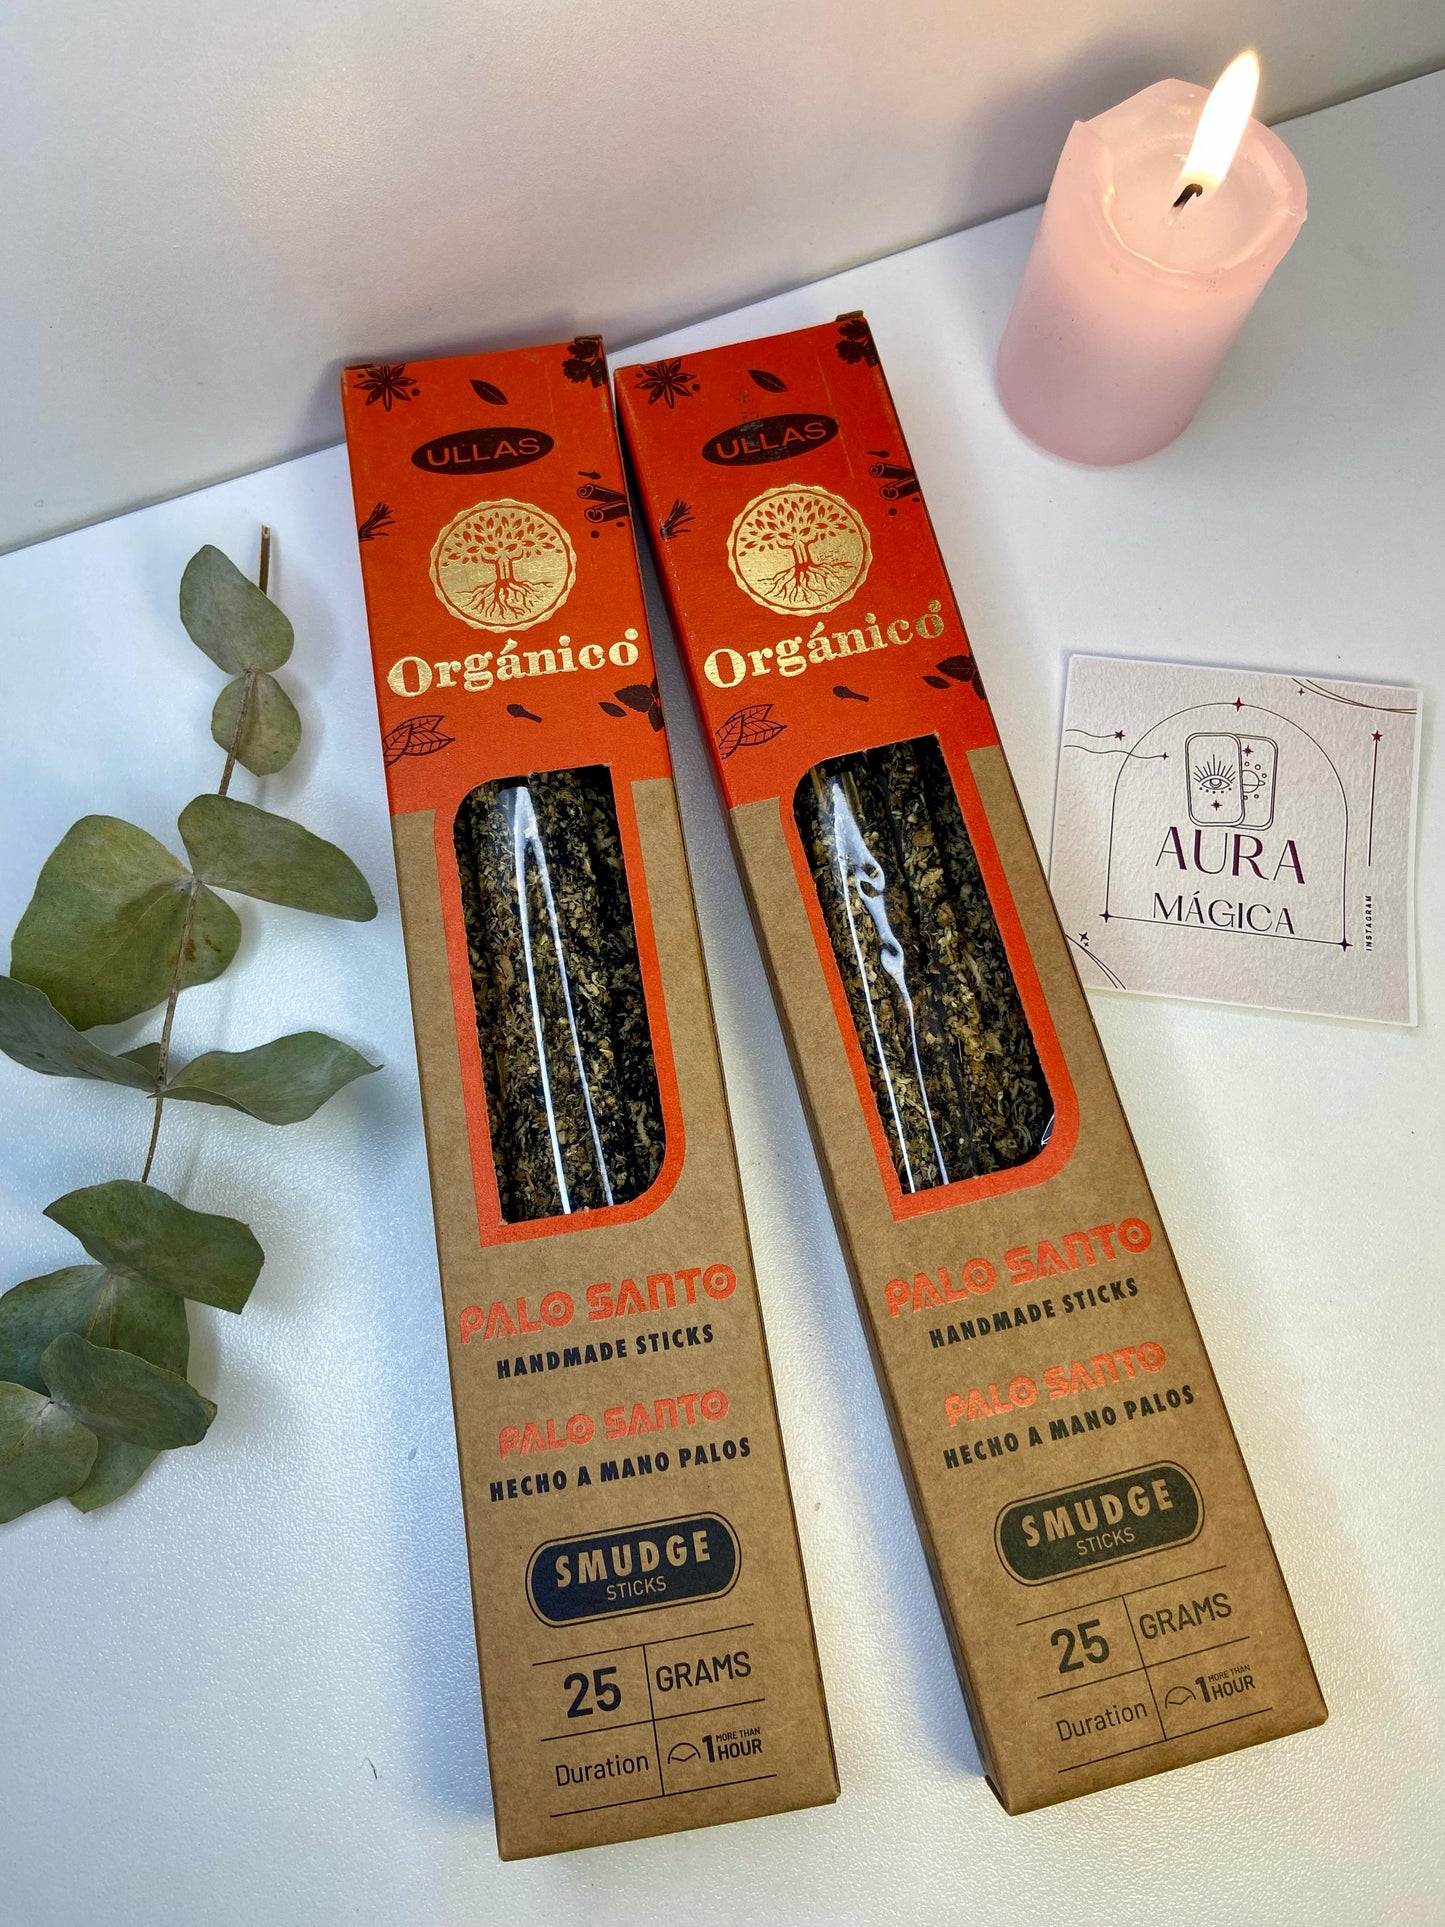 ULLAS
Orgánico
PALO SANTO
HANDMADE STICKS
PALO SANTO
HECHO A MANO PALOS
SMUDGE
STICKS
25 GRAMS
Duration 1 MORE THAN HOUR
ULLAS
Orgánico
PALO SANTO
HANDMADE STICKS
PALO SANTO
HECHO A MANO PALOS
SMUDGE
STICKS
25 GRAMS
Duration 1 MORE THAN HOUR
AURA
MÁGICA
INSTAGRAM